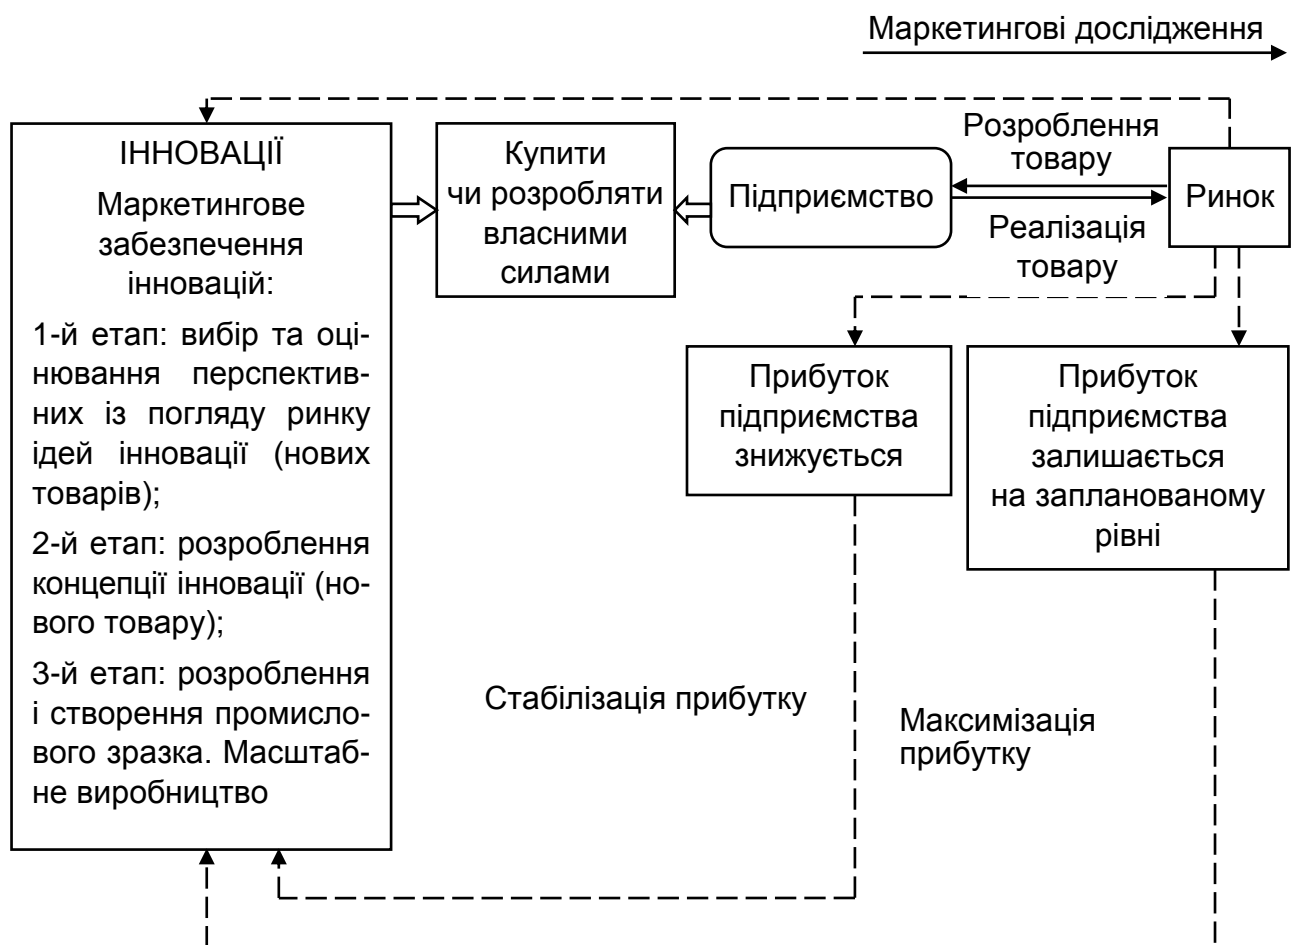 Маркетингові дослідження
ІННОВАЦІЇ
Маркетингове
забезпечення
інновацій:
1-й етап: вибір та оці-
нювання перспектив-
них із погляду ринку
ідей інновації (нових
товарів);
2-й етап: розроблення
концепції інновації (но-
вого товару);
3-й етап: розроблення
і створення промисло-
вого зразка. Масштаб-
не виробництво
Купити
чи розробляти
власними
силами
Підприємство
Розроблення
товару
Реалізація
товару
Ринок
Прибуток
підприємства
знижується
Прибуток
підприємства
залишається
на запланованому
рівні
Стабілізація прибутку
Максимізація
прибутку